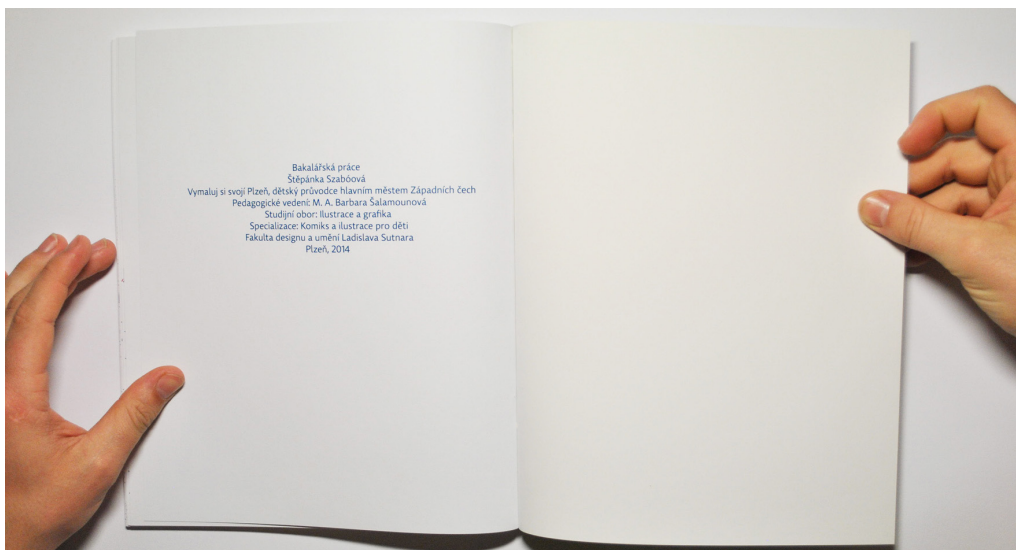 Bakalářská práce
Štěpánka Szabóová
Vymaluj si svojí Plzeň, dětský průvodce hlavním městem Západních čech
Pedagogické vedení: M. A. Barbara Šalamounová
Studijní obor: Ilustrace a grafika
Specializace: Komiks a ilustrace pro děti
Fakulta designu a umění Ladislava Sutnara
Plzeň, 2014